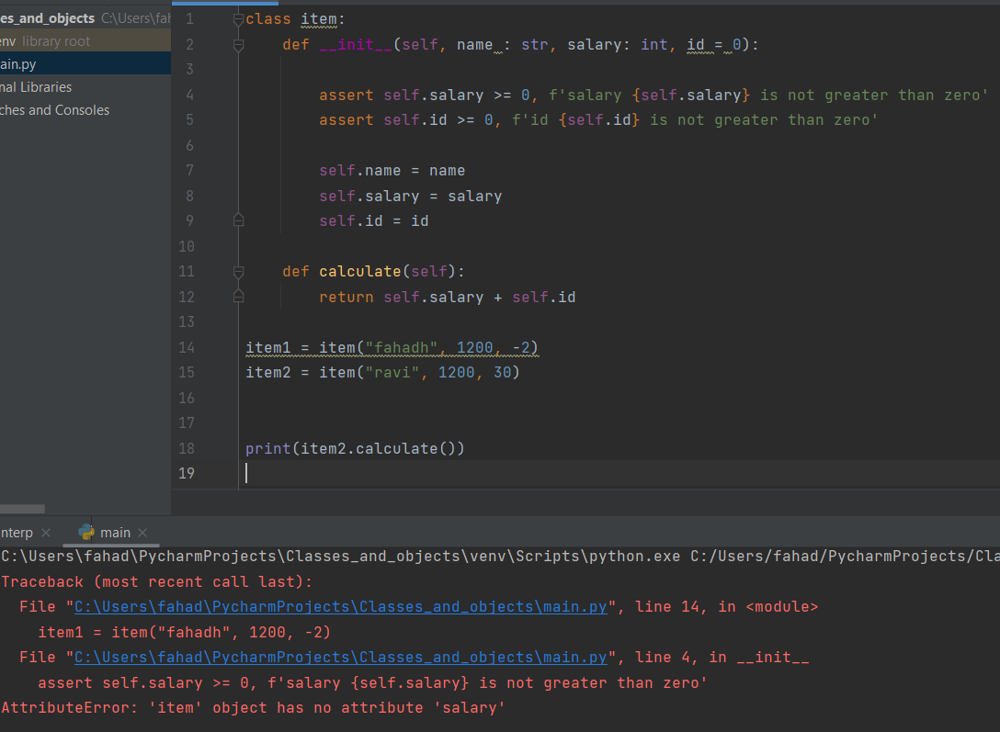 es_and_objects C:\Users\fah
env library root
ain.py
nal Libraries
ches and Consoles
1 class item:
2 def __init__(self, name : str, salary: int, id = 0):
3
4 assert self.salary >= 0, f'salary {self.salary} is not greater than zero'
5 assert self.id >= 0, f'id {self.id} is not greater than zero'
6
7 self.name = name
8 self.salary = salary
9 self.id = id
10
11 def calculate(self):
12 return self.salary + self.id
13
14 item1 = item("fahadh", 1200, -2)
15 item2 = item("ravi", 1200, 30)
16
17
18 print(item2.calculate())
19
nterp × main ×
C:\Users\fahad\PycharmProjects\Classes_and_objects\venv\Scripts\python.exe C:/Users/fahad/PycharmProjects/Cla
Traceback (most recent call last):
File "C:\Users\fahad\PycharmProjects\Classes_and_objects\main.py", line 14, in <module>
item1 = item("fahadh", 1200, -2)
File "C:\Users\fahad\PycharmProjects\Classes_and_objects\main.py", line 4, in __init__
assert self.salary >= 0, f'salary {self.salary} is not greater than zero'
AttributeError: 'item' object has no attribute 'salary'